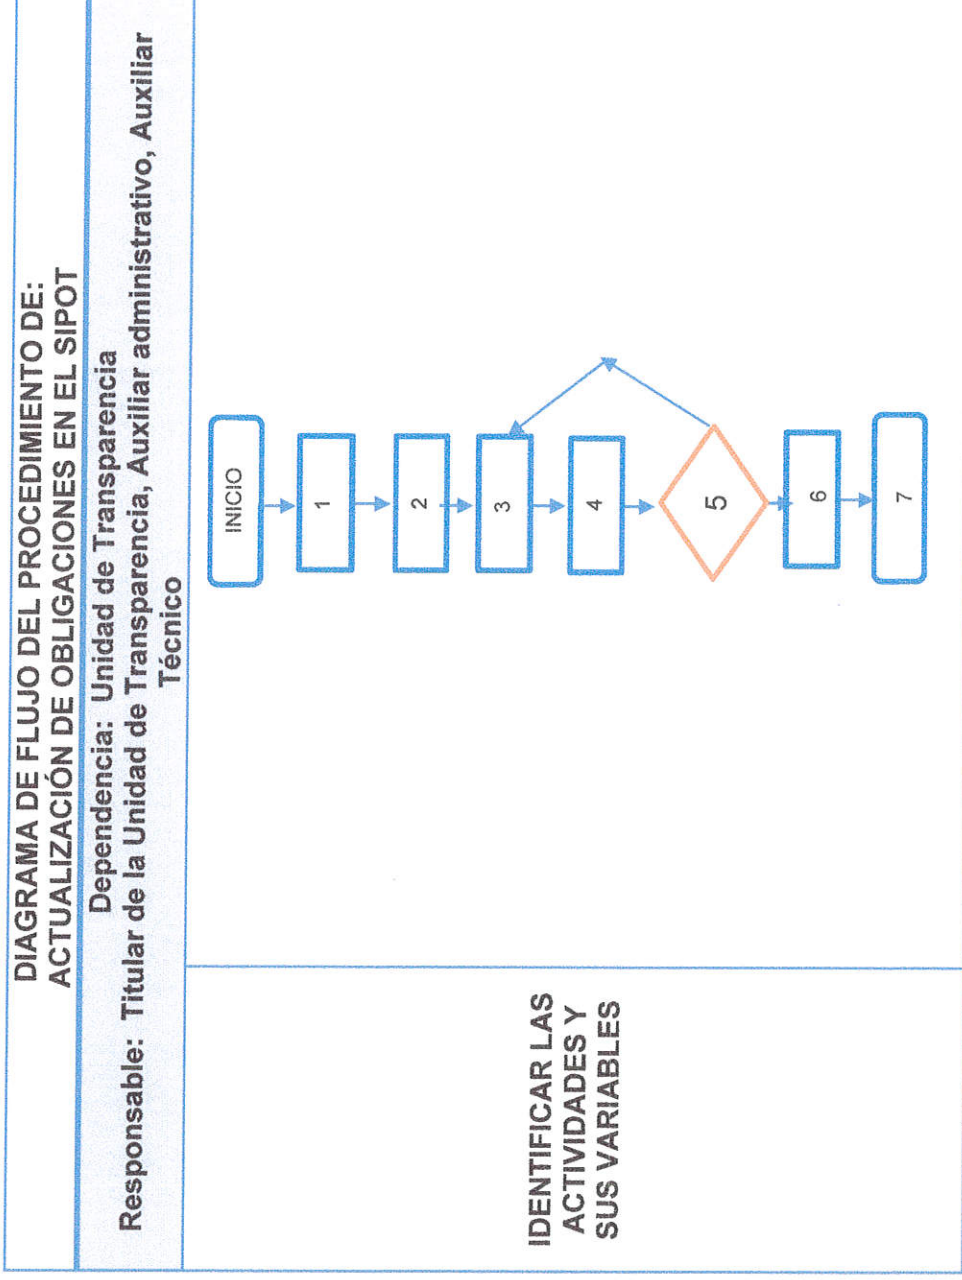 DIAGRAMA DE FLUJO DEL PROCEDIMIENTO DE:
ACTUALIZACIÓN DE OBLIGACIONES EN EL SIPOT
Dependencia: Unidad de Transparencia
Responsable: Titular de la Unidad de Transparencia, Auxiliar administrativo, Auxiliar
Técnico
IDENTIFICAR LAS
ACTIVIDADES Y
SUS VARIABLES
INICIO
1
2
3
4
5
6
7